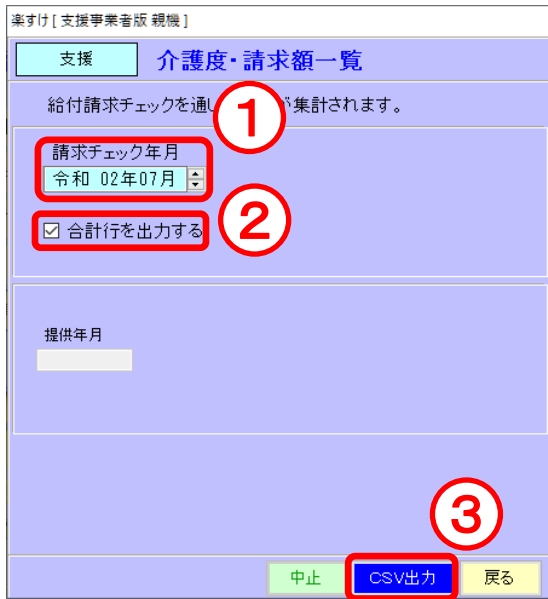 楽すけ [ 支援事業者版 親機 ]
支援 介護度・請求額一覧
給付請求チェックを通し が集計されます。
①
請求チェック年月
令和 02年07月
②
合計行を出力する
提供年月
③
中止 CSV出力 戻る